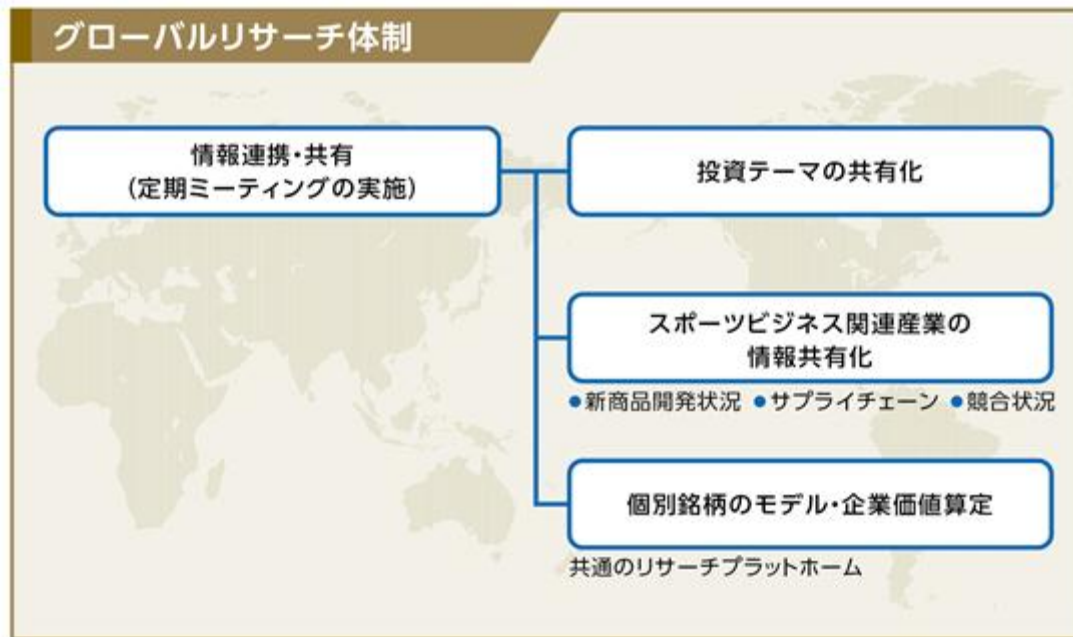 グローバルリサーチ体制
情報連携・共有
(定期ミーティングの実施)
投資テーマの共有化
スポーツビジネス関連産業の
情報共有化
●新商品開発状況 ●サプライチェーン ●競合状況
個別銘柄のモデル・企業価値算定
共通のリサーチプラットホーム